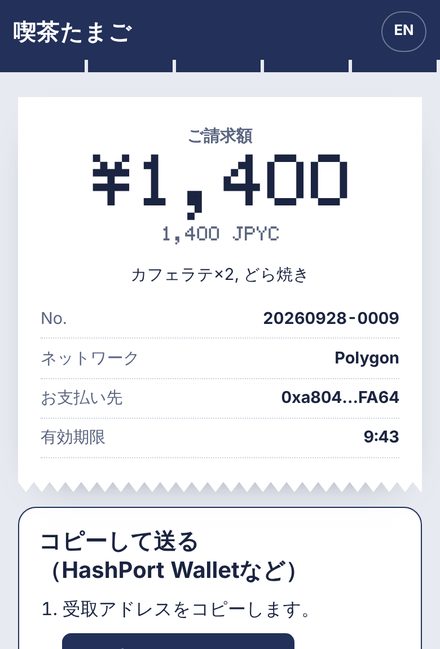 喫茶たまご
EN
ご請求額
¥1,400
1,400 JPYC
カフェラテ×2, どら焼き
No. 20260928-0009
ネットワーク Polygon
お支払い先 0xa804...FA64
有効期限 9:43
コピーして送る
（HashPort Walletなど）
1. 受取アドレスをコピーします。